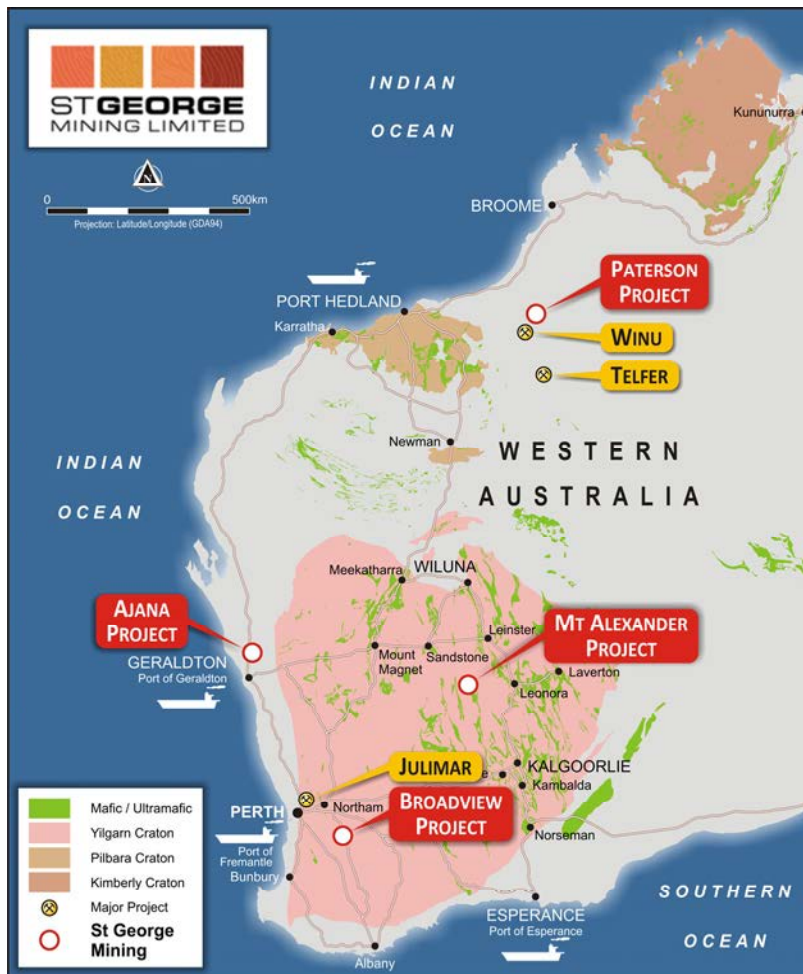 STGEORGE
MINING LIMITED
N
0
500km
Projection: Latitude/Longitude (GDA94)
INDIAN
OCEAN
Kununurra
BROOME
PATERSON
PROJECT
PORT HEDLAND
Karratha
WINU
TELFER
Newman
WESTERN
AUSTRALIA
INDIAN
OCEAN
Meekatharra
WILUNA
AJANA
PROJECT
MT ALEXANDER
PROJECT
Leinster
GERALDTON
Port of Geraldton
Mount
Magnet
Sandstone
Laverton
Leonora
JULIMAR
KALGOORLIE
Kambalda
PERTH
Northam
BROADVIEW
PROJECT
Norseman
Port of
Fremantle
Bunbury
ESPERANCE
Port of Esperance
Albany
SOUTHERN
OCEAN
Mafic / Ultramafic
Yilgarn Craton
Pilbara Craton
Kimberly Craton
Major Project
St George
Mining